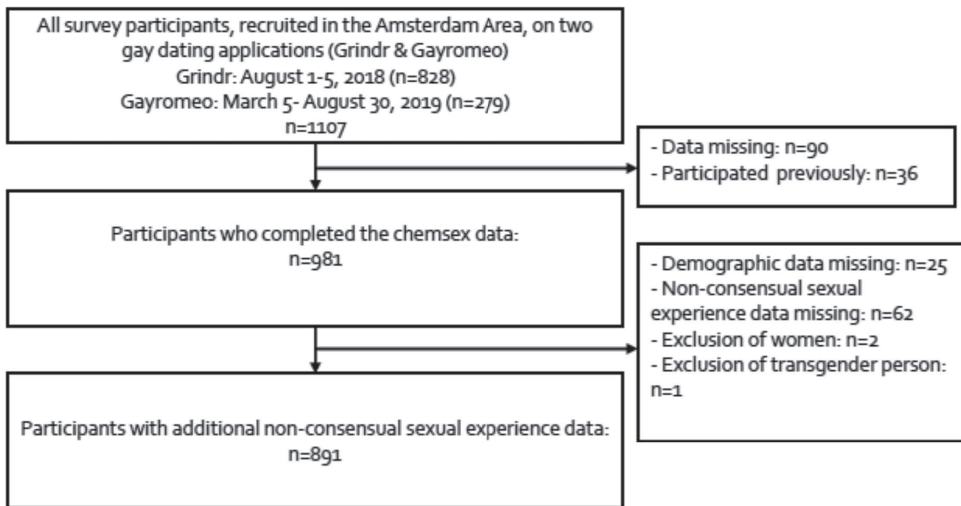 All survey participants, recruited in the Amsterdam Area, on two
gay dating applications (Grindr & Gayromeo)
Grindr: August 1-5, 2018 (n=828)
Gayromeo: March 5- August 30, 2019 (n=279)
n=1107
- Data missing: n=90
- Participated previously: n=36
Participants who completed the chemsex data:
n=981
- Demographic data missing: n=25
- Non-consensual sexual
experience data missing: n=62
- Exclusion of women: n=2
- Exclusion of transgender person:
n=1
Participants with additional non-consensual sexual experience data:
n=891